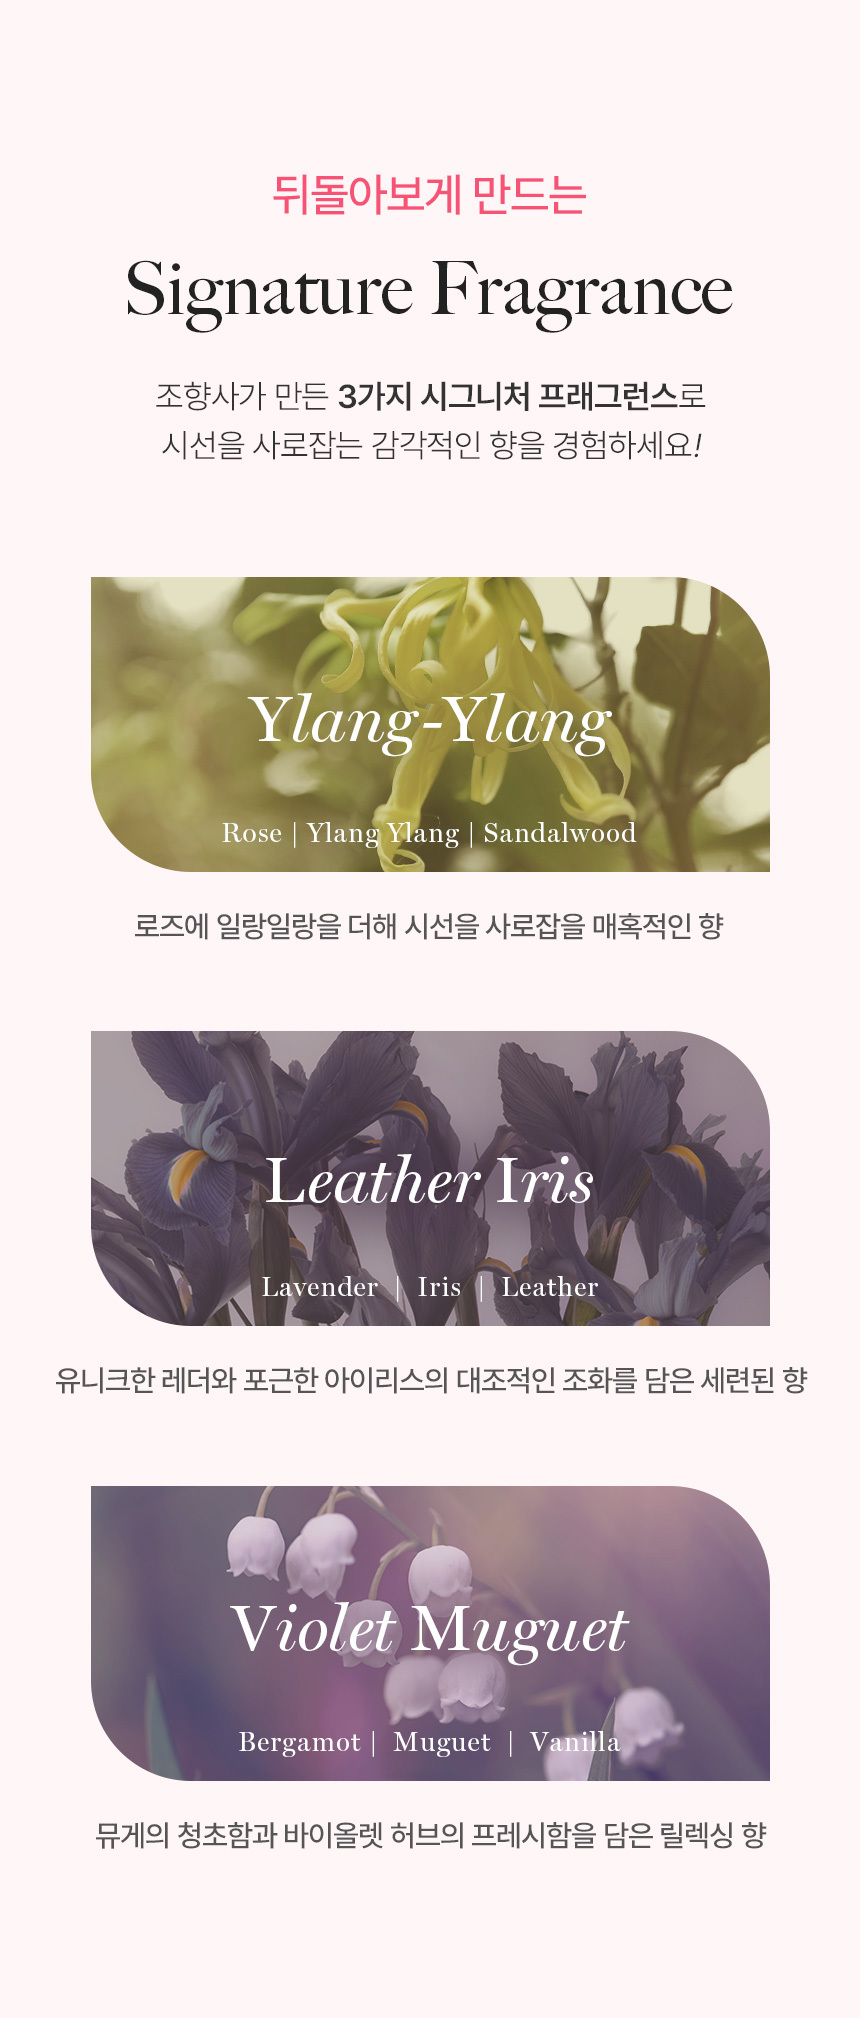 뒤돌아보게 만드는
Signature Fragrance
조향사가 만든 3가지 시그니처 프래그런스로
시선을 사로잡는 감각적인 향을 경험하세요!
Ylang-Ylang
Rose | Ylang Ylang | Sandalwood
로즈에 일랑일랑을 더해 시선을 사로잡을 매혹적인 향
Leather Iris
Lavender | Iris | Leather
유니크한 레더와 포근한 아이리스의 대조적인 조화를 담은 세련된 향
Violet Muguet
Bergamot | Muguet | Vanilla
뮤게의 청초함과 바이올렛 허브의 프레시함을 담은 릴렉싱 향